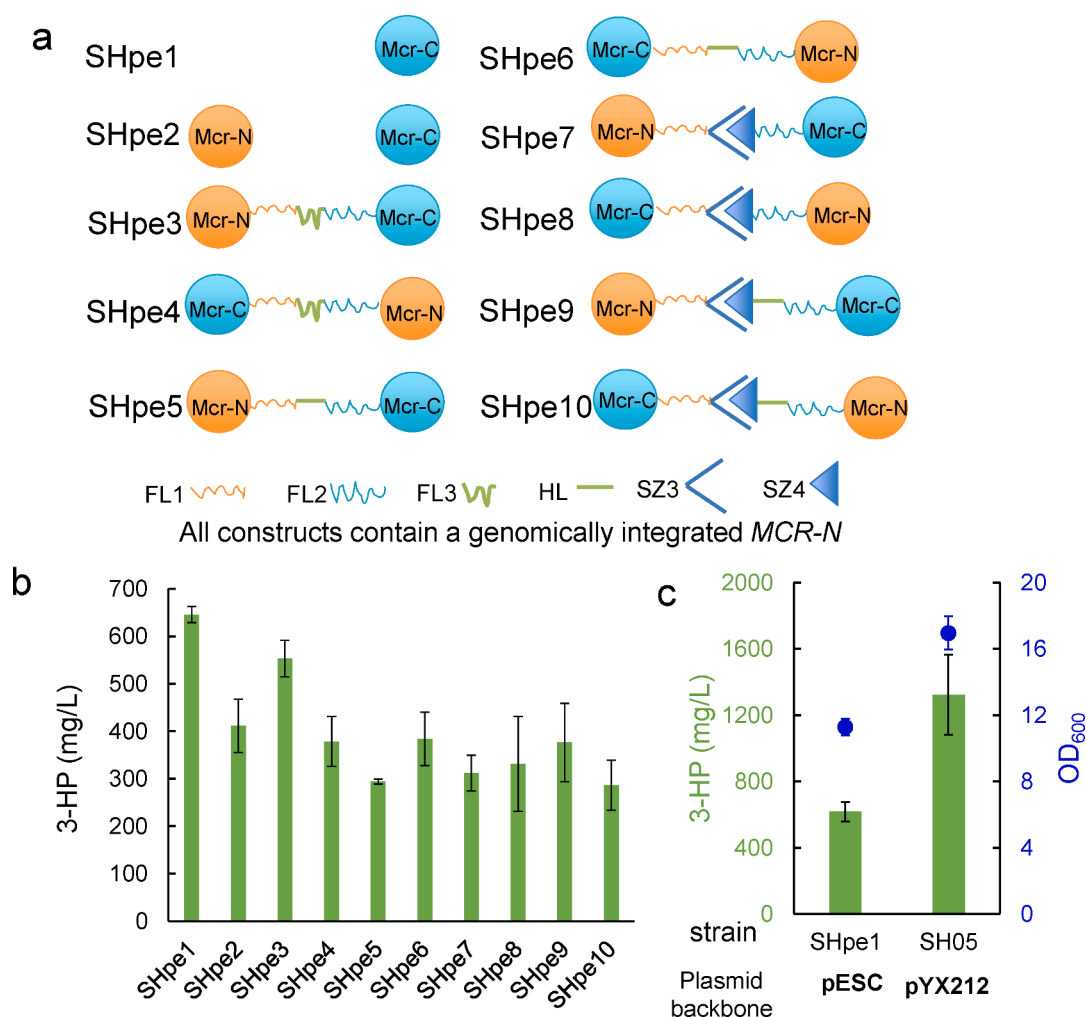 a
SHpe1
Mcr-C
SHpe2
Mcr-N
Mcr-C
SHpe3
Mcr-N
Mcr-C
SHpe4
Mcr-C
Mcr-N
SHpe5
Mcr-N
Mcr-C
SHpe6
Mcr-C
Mcr-N
SHpe7
Mcr-N
Mcr-C
SHpe8
Mcr-C
Mcr-N
SHpe9
Mcr-N
Mcr-C
SHpe10
Mcr-C
Mcr-N
FL1 FL2 FL3 HL SZ3 SZ4
All constructs contain a genomically integrated MCR-N
b
3-HP (mg/L)
700
600
500
400
300
200
100
0
SHpe1
SHpe2
SHpe3
SHpe4
SHpe5
SHpe6
SHpe7
SHpe8
SHpe9
SHpe10
c
3-HP (mg/L)
2000
1600
1200
800
400
0
20
16
12
8
4
0
OD600
strain SHpe1 SH05
Plasmid
backbone
pESC pYX212